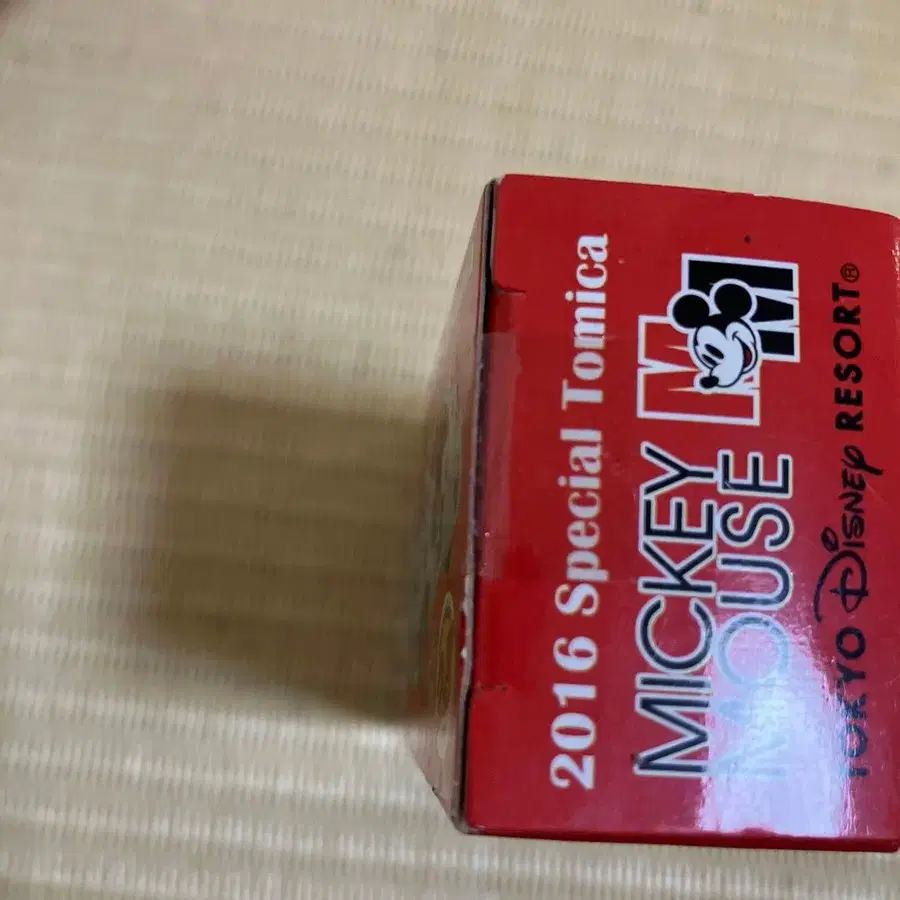 2016 Special Tomica
MICKEY
MOUSE
TOKYO Disney RESORT®